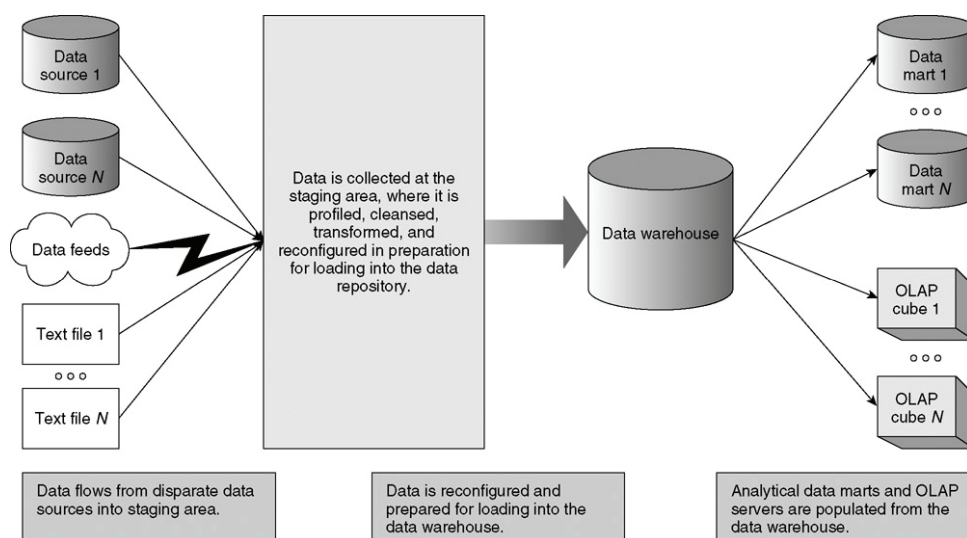 Data
source 1
Data
source N
Data feeds
Text file 1
Text file N
Data is collected at the
staging area, where it is
profiled, cleansed,
transformed, and
reconfigured in preparation
for loading into the data
repository.
Data warehouse
Data
mart 1
Data
mart N
OLAP
cube 1
OLAP
cube N
Data flows from disparate data
sources into staging area.
Data is reconfigured and
prepared for loading into the
data warehouse.
Analytical data marts and OLAP
servers are populated from the
data warehouse.